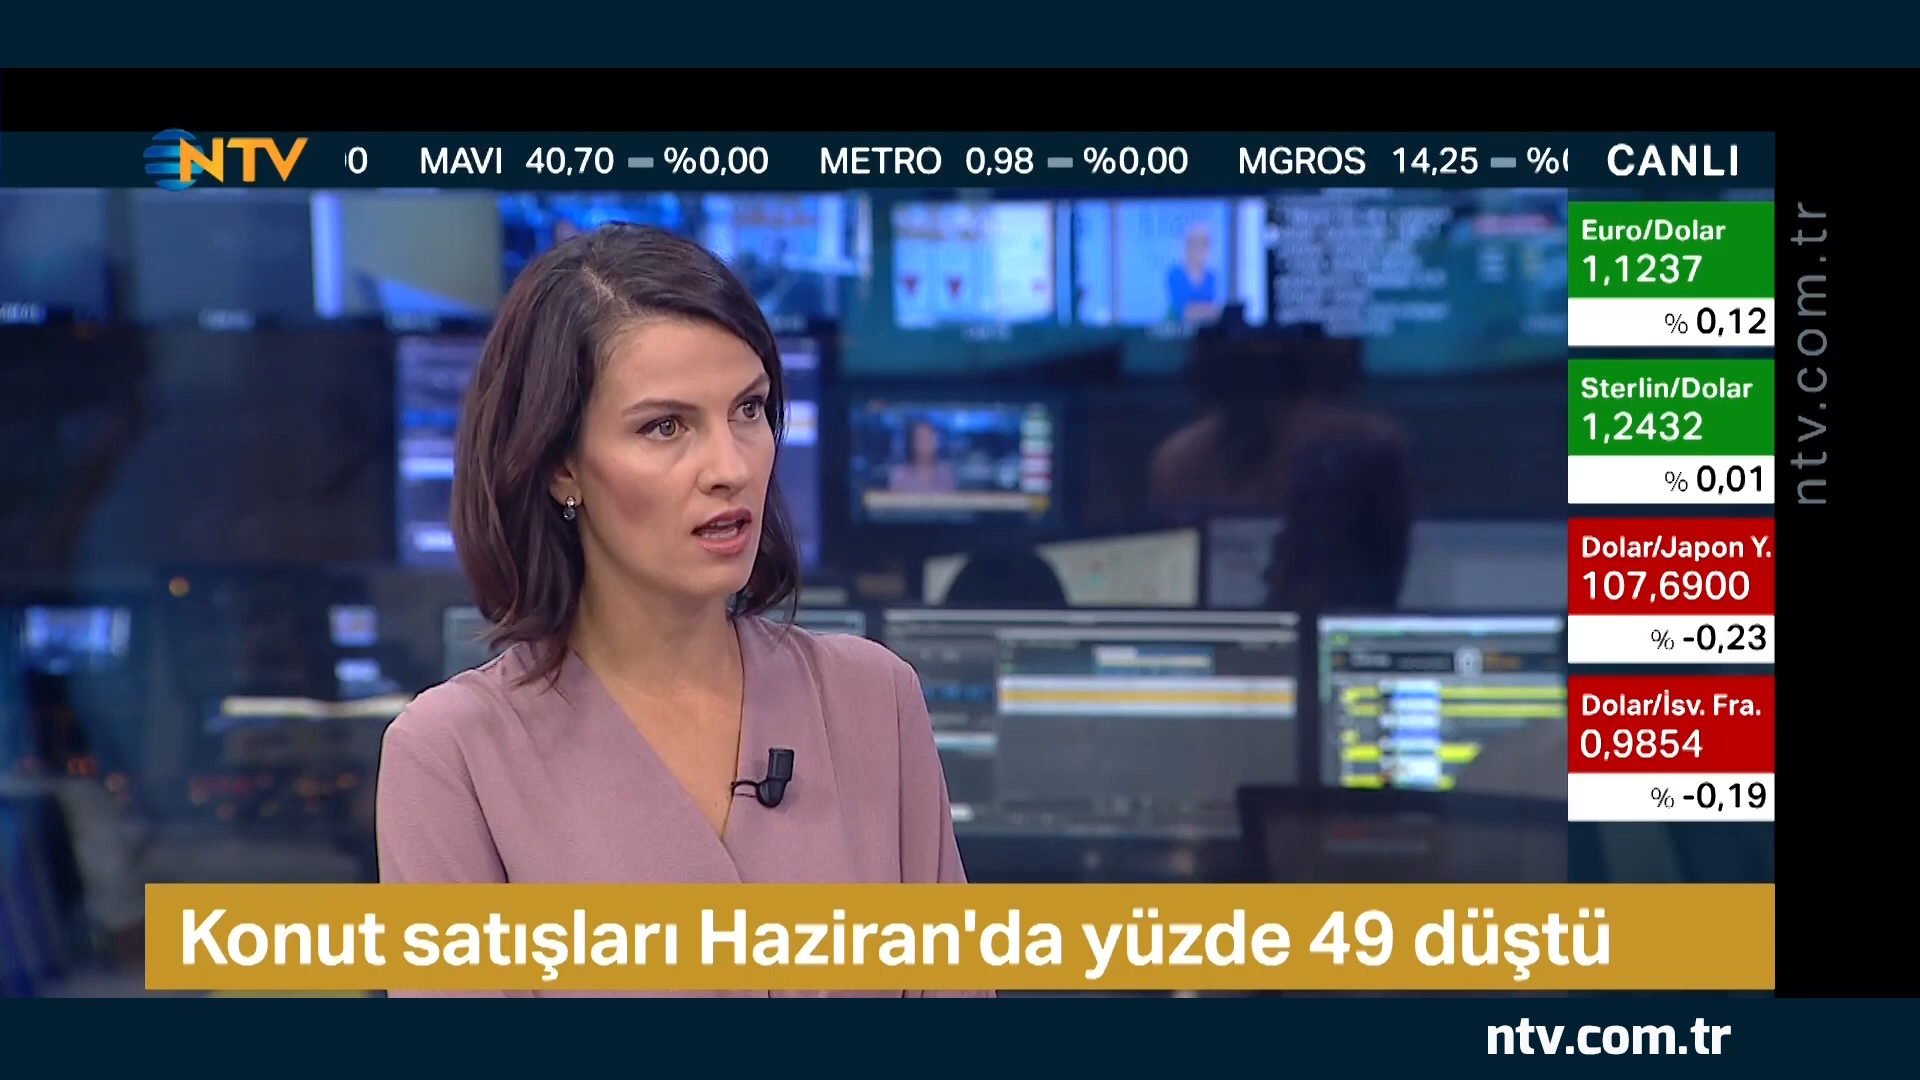 NTV
MAVI 40,70 %0,00 METRO 0,98 %0,00 MGROS 14,25
CANLI
Euro/Dolar
1,1237
% 0,12
Sterlin/Dolar
1,2432
% 0,01
Dolar/Japon Y.
107,6900
% -0,23
Dolar/İsv. Fra.
0,9854
% -0,19
ntv.com.tr
Konut satışları Haziran'da yüzde 49 düştü
ntv.com.tr